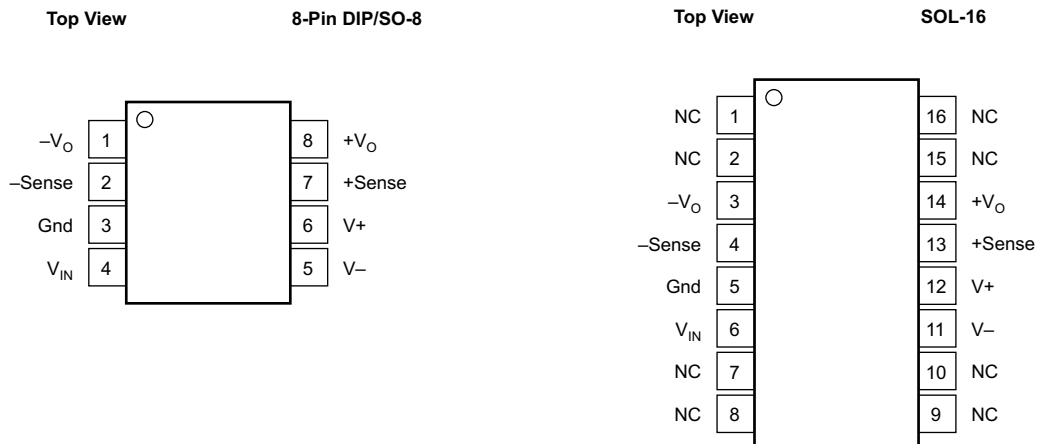 Top View 8-Pin DIP/SO-8
–VO 1 8 +VO
–Sense 2 7 +Sense
Gnd 3 6 V+
VIN 4 5 V–
Top View SOL-16
NC 1 16 NC
NC 2 15 NC
–VO 3 14 +VO
–Sense 4 13 +Sense
Gnd 5 12 V+
VIN 6 11 V–
NC 7 10 NC
NC 8 9 NC